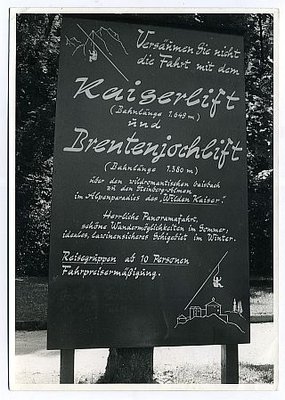 Versäumen Sie nicht
die Fahrt mit dem
Kaiserlift
(Bahnlänge 1.649 m)
und
Brentenjochlift
(Bahnlänge 1.380 m)
über den wildromantischen Gaisbach
zu den Steinberg-Almen
im Alpenparadies des „Wilden Kaiser“.
Herrliche Panoramafahrt,
schöne Wandermöglichkeiten im Sommer,
ideales, lawinensicheres Schigebiet im Winter.
Reisegruppen ab 10 Personen
Fahrpreisermäßigung.